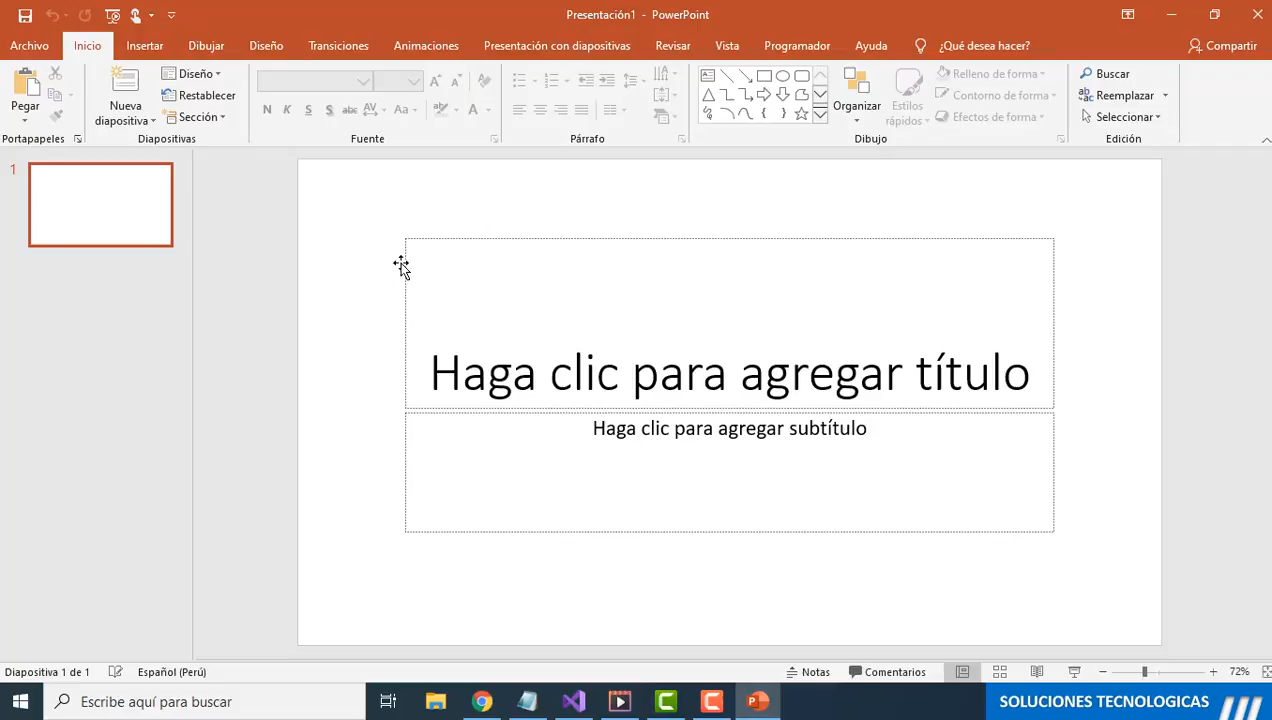 Presentación1 - PowerPoint
Archivo Inicio Insertar Dibujar Diseño Transiciones Animaciones Presentación con diapositivas Revisar Vista Programador Ayuda ¿Qué desea hacer? Compartir
Pegar
Portapapeles
Nueva diapositiva
Diseño
Restablecer
Sección
Diapositivas
N K S S abc AV Aa A
Fuente
Párrafo
Organizar
Estilos rápidos
Relleno de forma
Contorno de forma
Efectos de forma
Dibujo
Buscar
Reemplazar
Seleccionar
Edición
1
Haga clic para agregar título
Haga clic para agregar subtítulo
Diapositiva 1 de 1 Español (Perú) Notas Comentarios 72%
Escribe aquí para buscar
SOLUCIONES TECNOLOGICAS